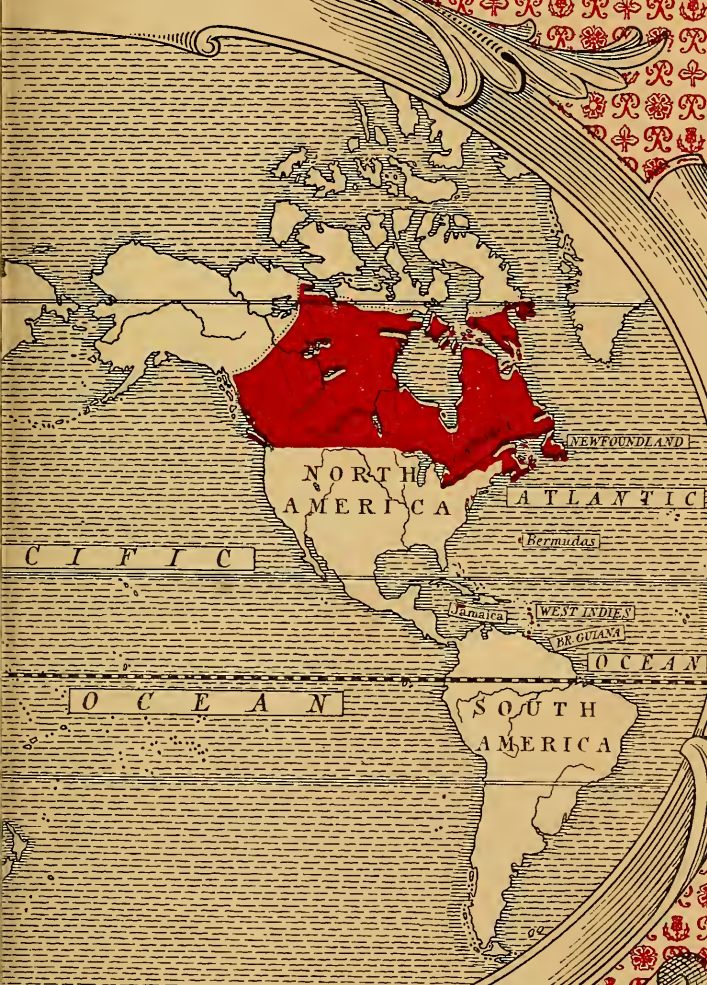 NEWFOUNDLAND
NORTH
AMERICA
ATLANTIC
Bermudas
CIFIC
Jamaica
WEST INDIES
BR. GUIANA
OCEAN
OCEAN
SOUTH
AMERICA